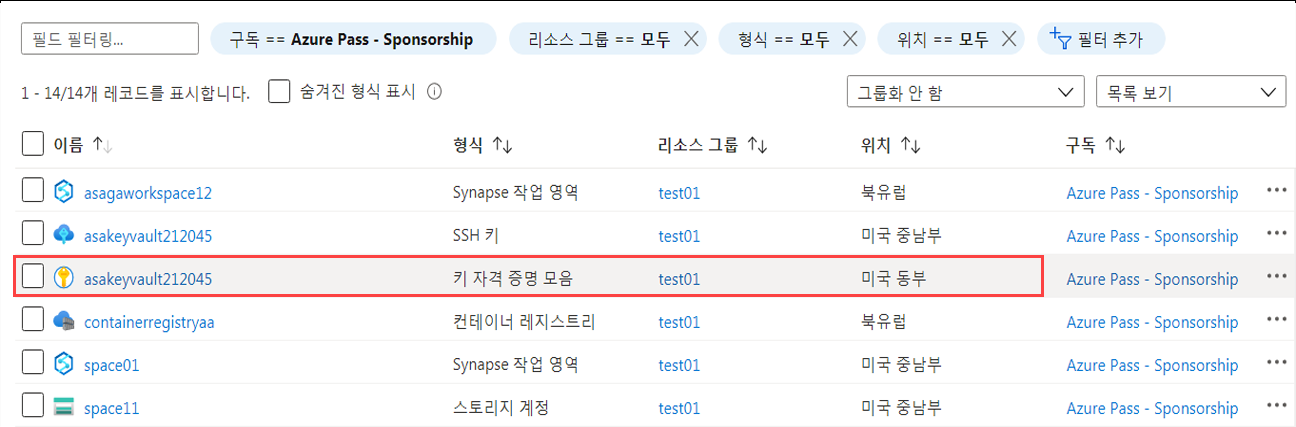 필드 필터링... 구독 == Azure Pass - Sponsorship 리소스 그룹 == 모두 형식 == 모두 위치 == 모두 필터 추가
1 - 14/14개 레코드를 표시합니다. 숨겨진 형식 표시 그룹화 안 함 목록 보기
이름 형식 리소스 그룹 위치 구독
asagaworkspace12 Synapse 작업 영역 test01 북유럽 Azure Pass - Sponsorship
asakeyvault212045 SSH 키 test01 미국 중남부 Azure Pass - Sponsorship
asakeyvault212045 키 자격 증명 모음 test01 미국 동부 Azure Pass - Sponsorship
containerregistryaa 컨테이너 레지스트리 test01 북유럽 Azure Pass - Sponsorship
space01 Synapse 작업 영역 test01 미국 중남부 Azure Pass - Sponsorship
space11 스토리지 계정 test01 미국 중남부 Azure Pass - Sponsorship